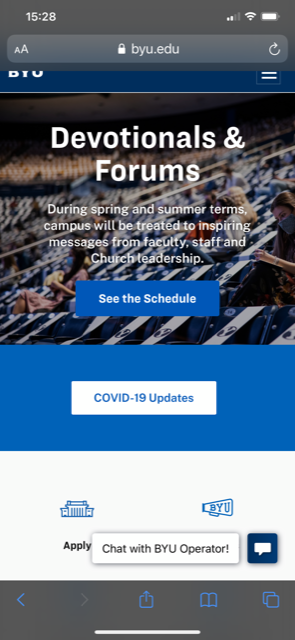 15:28
AA
byu.edu
BYU
Devotionals &
Forums
During spring and summer terms,
campus will be treated to inspiring
messages from faculty, staff and
Church leadership.
See the Schedule
COVID-19 Updates
BYU
Apply
Chat with BYU Operator!